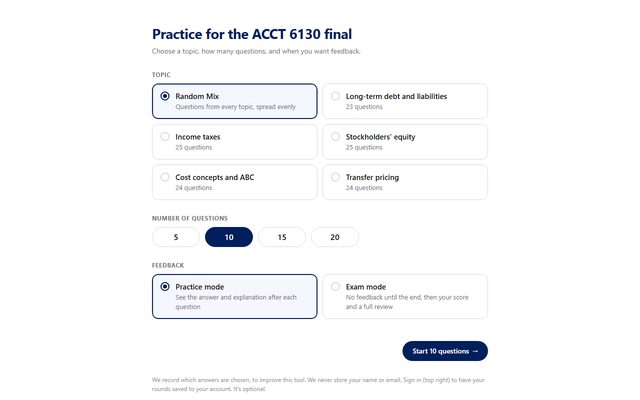 Practice for the ACCT 6130 final
Choose a topic, how many questions, and when you want feedback.
TOPIC
Random Mix
Questions from every topic, spread evenly
Long-term debt and liabilities
23 questions
Income taxes
25 questions
Stockholders' equity
25 questions
Cost concepts and ABC
24 questions
Transfer pricing
24 questions
NUMBER OF QUESTIONS
5
10
15
20
FEEDBACK
Practice mode
See the answer and explanation after each
question
Exam mode
No feedback until the end, then your score
and a full review
Start 10 questions →
We record which answers are chosen, to improve this tool. We never store your name or email. Sign in (top right) to have your
rounds saved to your account. It's optional.